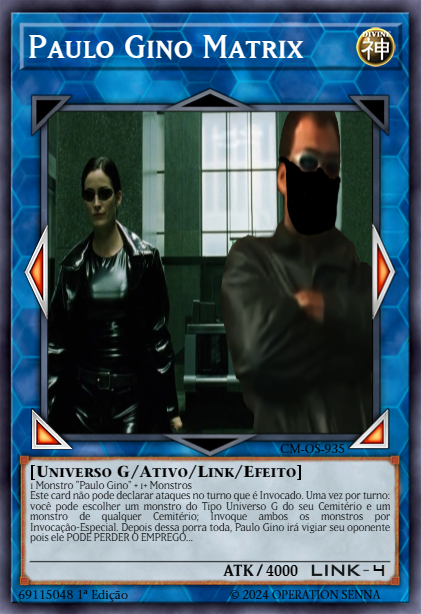 Paulo Gino Matrix
DIVINE
神
CM-OS-935
[Universo G/Ativo/Link/Efeito]
1 Monstro "Paulo Gino" + 1+ Monstros
Este card não pode declarar ataques no turno que é Invocado. Uma vez por turno:
você pode escolher um monstro do Tipo Universo G do seu Cemitério e um
monstro de qualquer Cemitério; Invoque ambos os monstros por
Invocação-Especial. Depois dessa porra toda, Paulo Gino irá vigiar seu oponente
pois ele PODE PERDER O EMPREGO...
ATK / 4000 LINK-4
69115048 1ª Edição © 2024 OPERATION SENNA